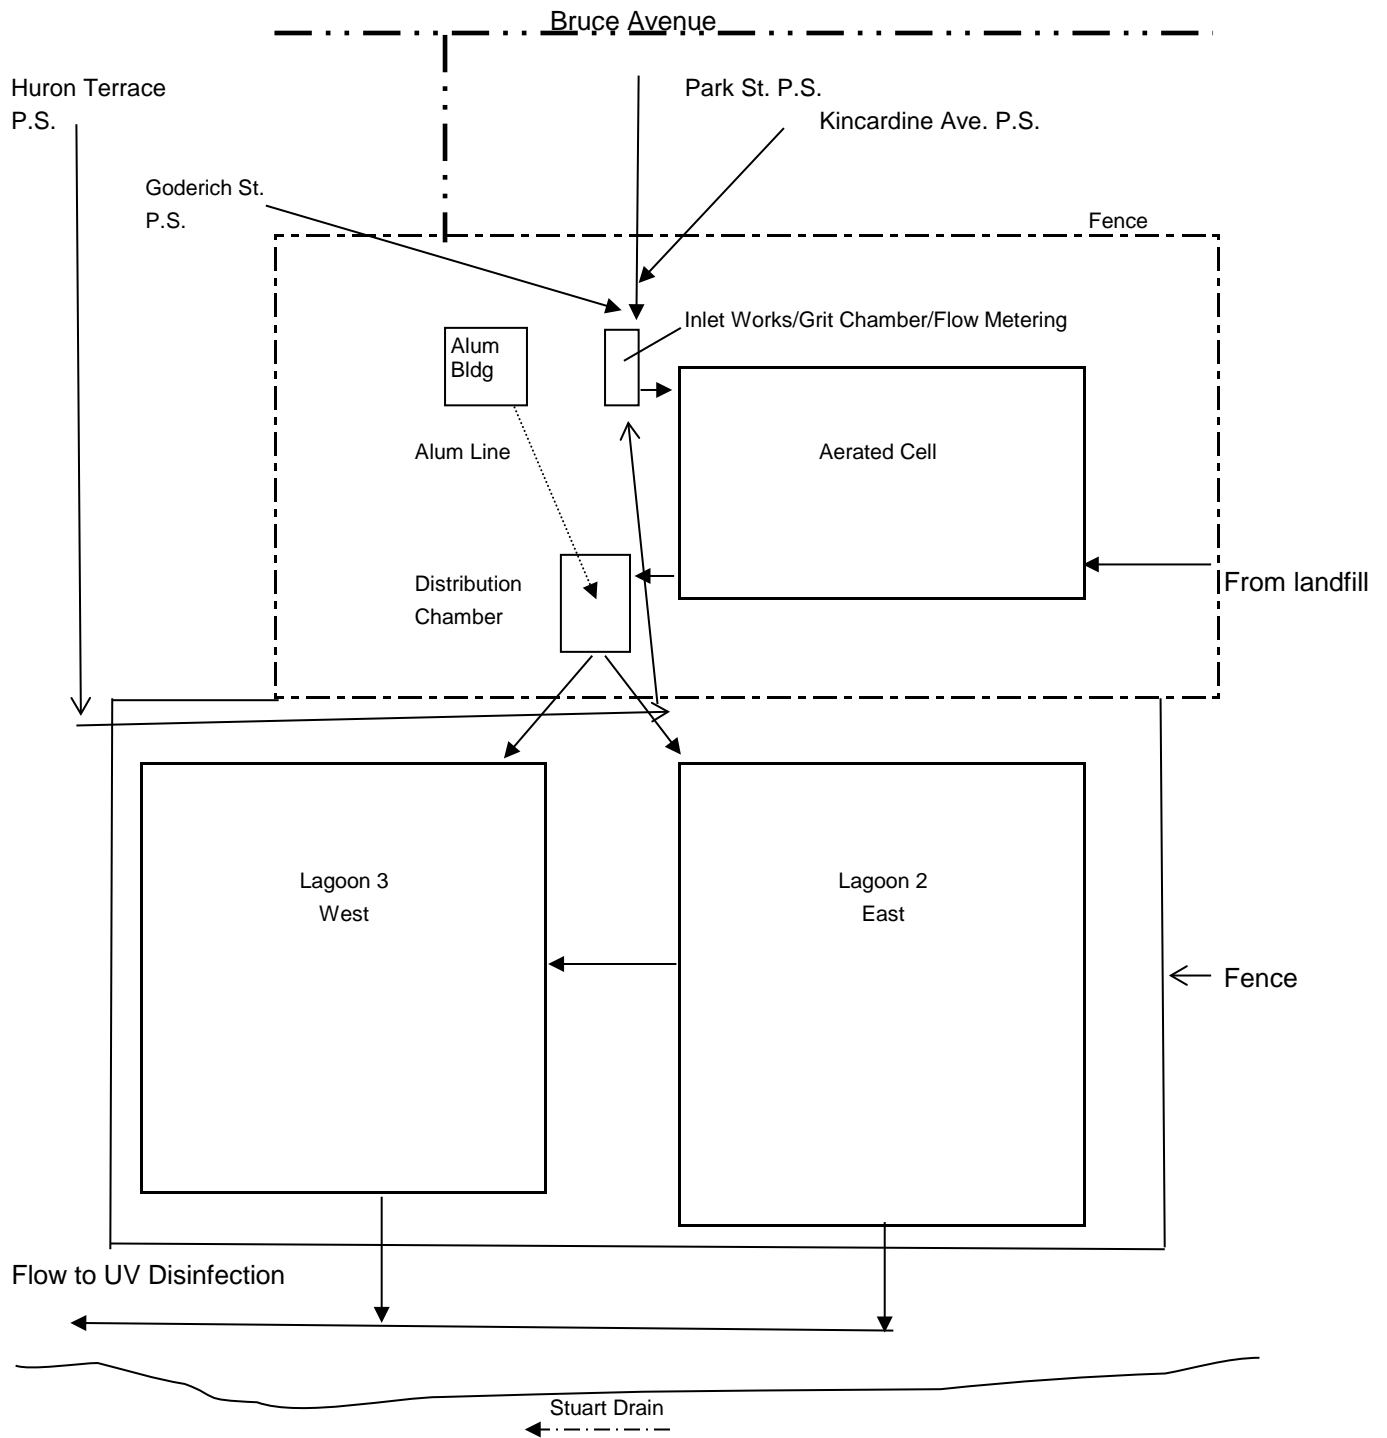 Bruce Avenue
Huron Terrace
P.S.
Park St. P.S.
Kincardine Ave. P.S.
Goderich St.
P.S.
Fence
Inlet Works/Grit Chamber/Flow Metering
Alum
Bldg
Alum Line
Aerated Cell
Distribution
Chamber
From landfill
Lagoon 3
West
Lagoon 2
East
Fence
Flow to UV Disinfection
Stuart Drain